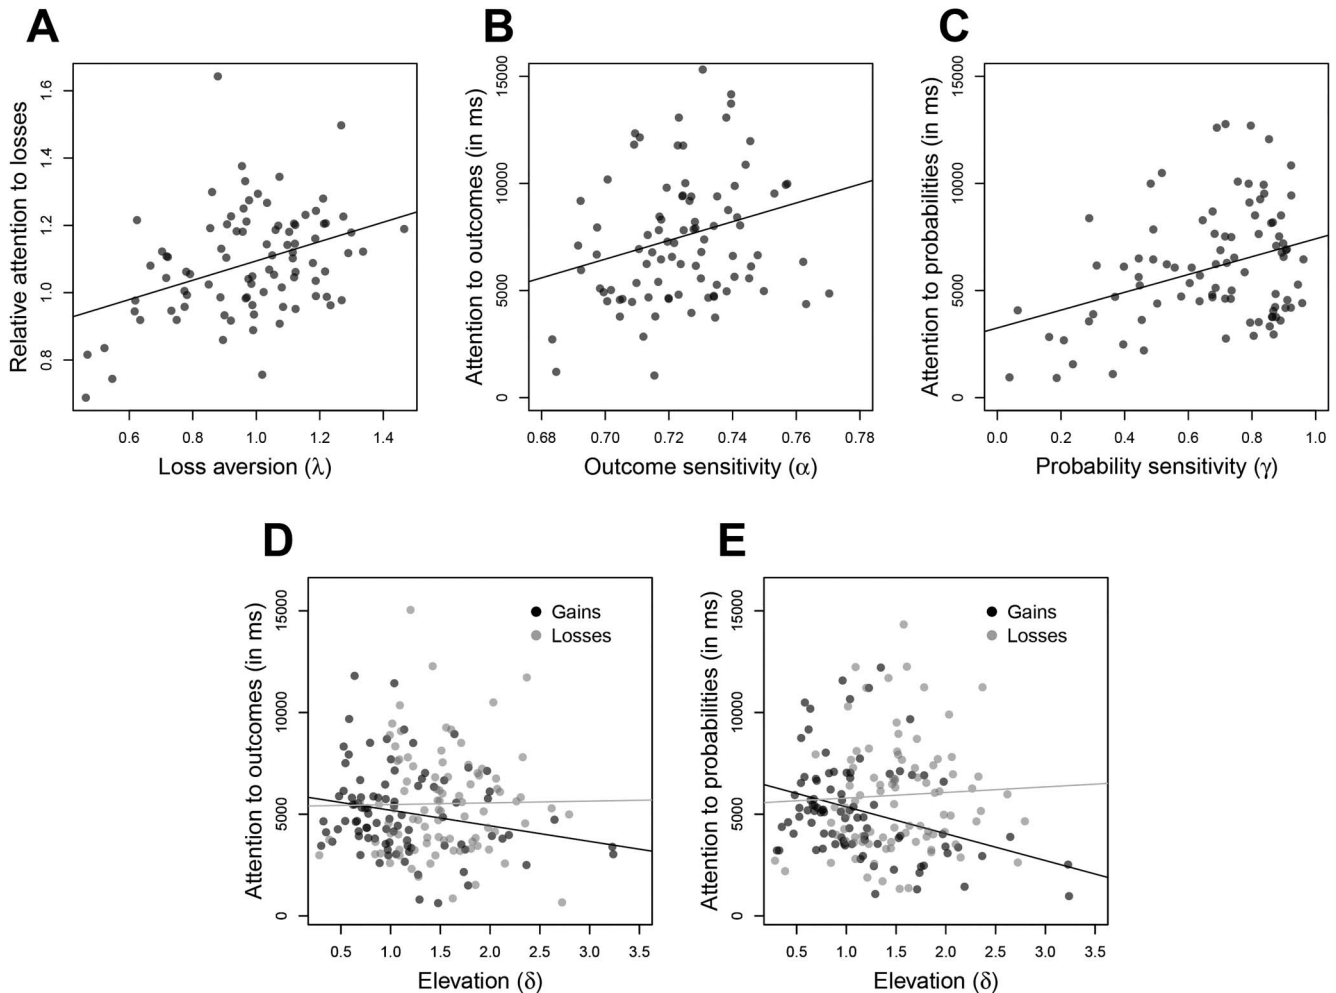 A
B
C
Relative attention to losses
0.8
1.0
1.2
1.4
1.6
0.6
0.8
1.0
1.2
1.4
Loss aversion (λ)
Attention to outcomes (in ms)
0
5000
10000
15000
0.68
0.70
0.72
0.74
0.76
0.78
Outcome sensitivity (α)
Attention to probabilities (in ms)
0
5000
10000
15000
0.0
0.2
0.4
0.6
0.8
1.0
Probability sensitivity (γ)
D
E
Attention to outcomes (in ms)
0
5000
10000
15000
Gains
Losses
0.5
1.0
1.5
2.0
2.5
3.0
3.5
Elevation (δ)
Attention to probabilities (in ms)
0
5000
10000
15000
Gains
Losses
0.5
1.0
1.5
2.0
2.5
3.0
3.5
Elevation (δ)